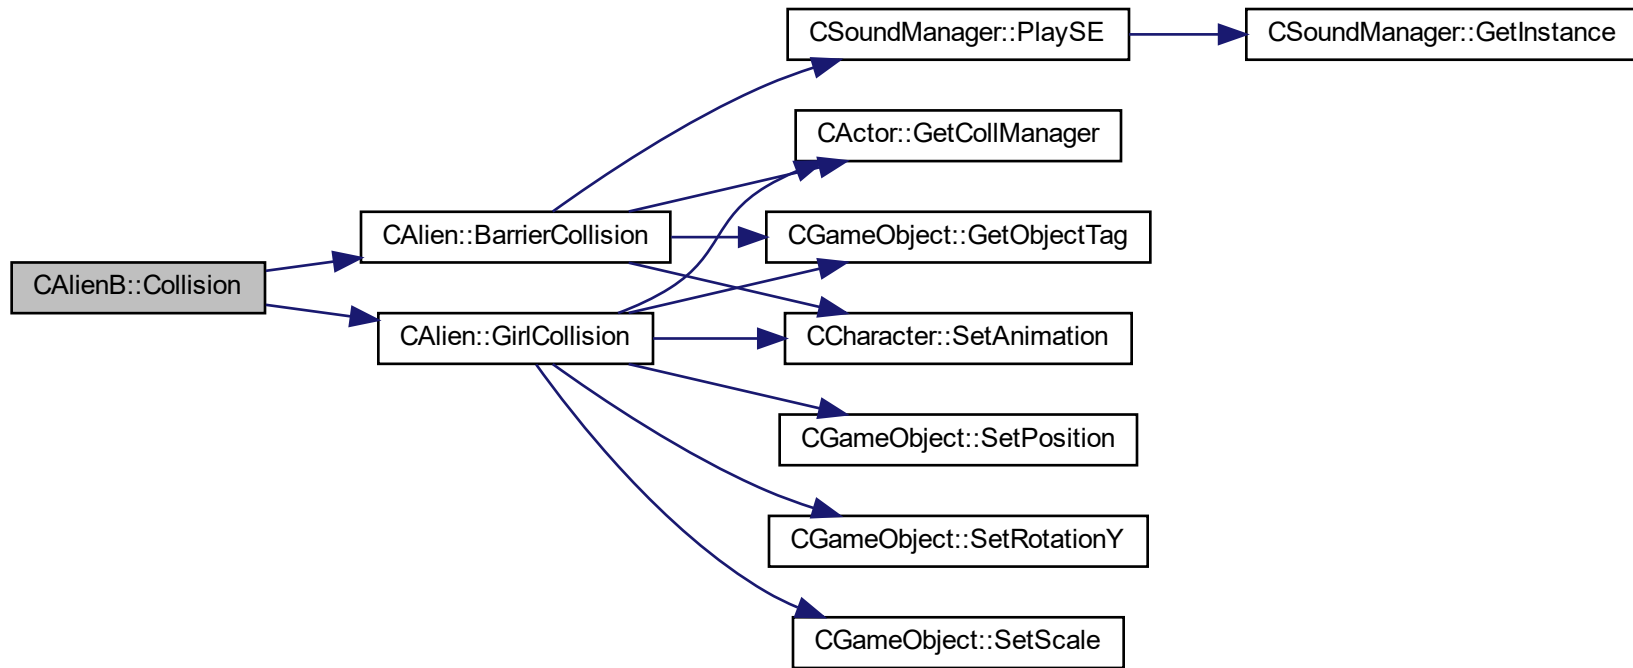 CSoundManager::PlaySE
CSoundManager::GetInstance
CActor::GetCollManager
CAlien::BarrierCollision
CGameObject::GetObjectTag
CAlienB::Collision
CAlien::GirlCollision
CCharacter::SetAnimation
CGameObject::SetPosition
CGameObject::SetRotationY
CGameObject::SetScale